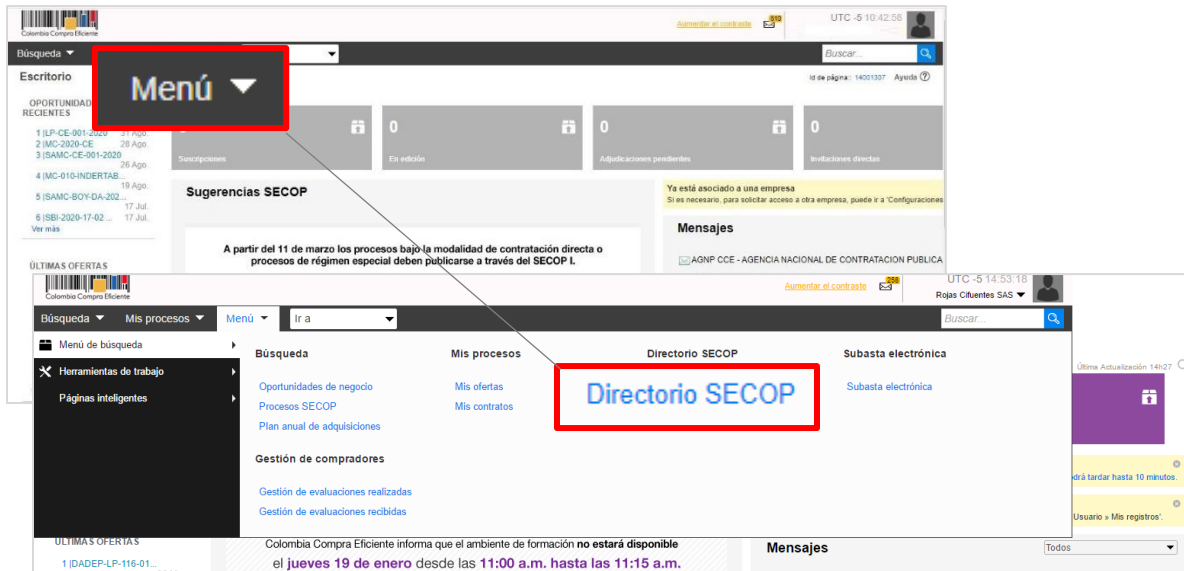 Colombia Compra Eficiente
Aumentar el contraste
510
UTC -5 10:42:56
Búsqueda
Menú
Buscar...
Escritorio
Id de página:: 14001307 Ayuda
OPORTUNIDAD
RECIENTES
1 |LP-CE-001-2020 31 Ago.
2 |MC-2020-CE 28 Ago.
3 |SAMC-CE-001-2020
26 Ago.
4 |MC-010-INDERTAB...
19 Ago.
5 |SAMC-BOY-DA-202...
17 Jul.
6 |SBI-2020-17-02 ... 17 Jul.
Ver más
ÚLTIMAS OFERTAS
Suscripciones
0
En edición
0
Adjudicaciones pendientes
0
Invitaciones directas
Sugerencias SECOP
A partir del 11 de marzo los procesos bajo la modalidad de contratación directa o
procesos de régimen especial deben publicarse a través del SECOP I.
Ya está asociado a una empresa
Si es necesario, para solicitar acceso a otra empresa, puede ir a 'Configuraciones
Mensajes
AGNP CCE - AGENCIA NACIONAL DE CONTRATACION PUBLICA
Colombia Compra Eficiente
Aumentar el contraste
258
UTC -5 14:53:18
Rojas Cifuentes SAS
Búsqueda Mis procesos Menú Ir a
Buscar...
Menú de búsqueda
Herramientas de trabajo
Páginas inteligentes
Búsqueda
Oportunidades de negocio
Procesos SECOP
Plan anual de adquisiciones
Gestión de compradores
Gestión de evaluaciones realizadas
Gestión de evaluaciones recibidas
Mis procesos
Mis ofertas
Mis contratos
Directorio SECOP
Directorio SECOP
Subasta electrónica
Subasta electrónica
Última Actualización 14h27
drá tardar hasta 10 minutos.
Usuario » Mis registros'.
ÚLTIMAS OFERTAS
1 |DADEP-LP-116-01...
Colombia Compra Eficiente informa que el ambiente de formación no estará disponible
el jueves 19 de enero desde las 11:00 a.m. hasta las 11:15 a.m.
Mensajes
Todos